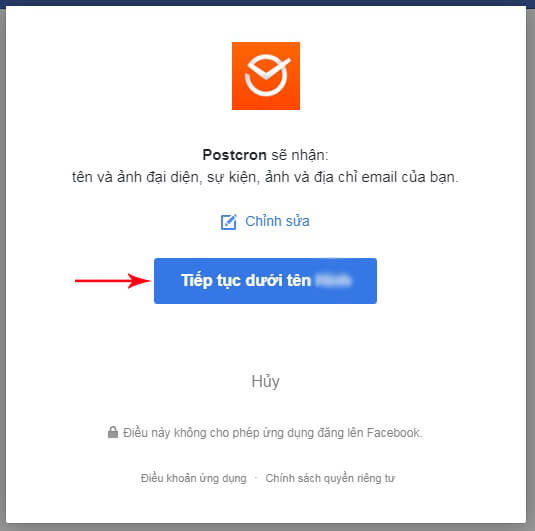 Postcron sẽ nhận:
tên và ảnh đại diện, sự kiện, ảnh và địa chỉ email của bạn.
Chỉnh sửa
Tiếp tục dưới tên
Hủy
Điều này không cho phép ứng dụng đăng lên Facebook.
Điều khoản ứng dụng · Chính sách quyền riêng tư